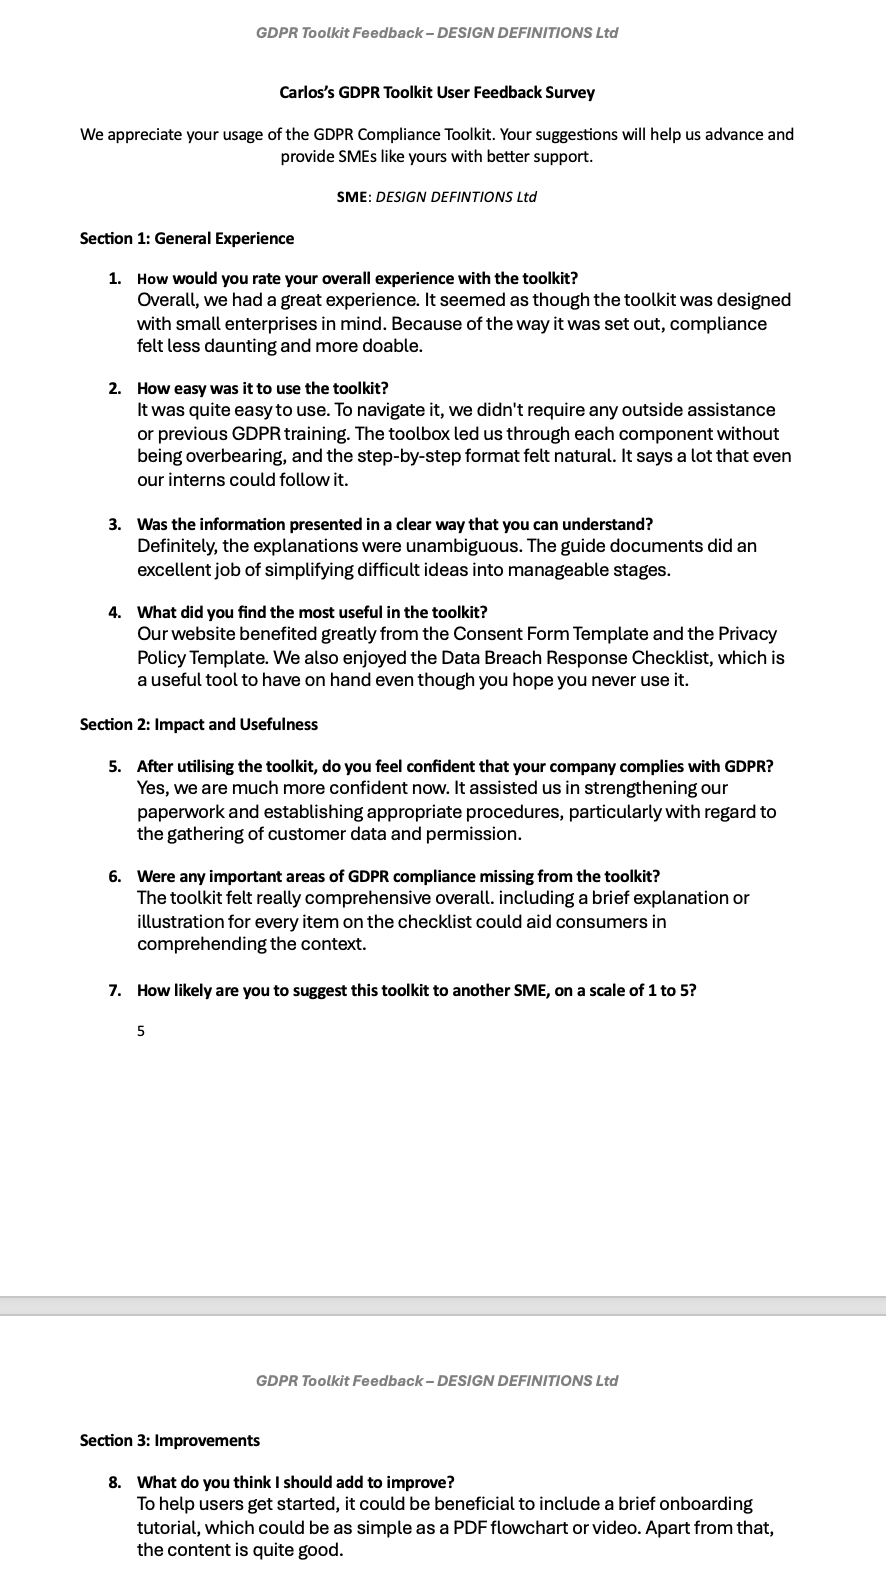 GDPR Toolkit Feedback – DESIGN DEFINITIONS Ltd
Carlos’s GDPR Toolkit User Feedback Survey
We appreciate your usage of the GDPR Compliance Toolkit. Your suggestions will help us advance and
provide SMEs like yours with better support.
SME: DESIGN DEFINTIONS Ltd
Section 1: General Experience
1. How would you rate your overall experience with the toolkit?
Overall, we had a great experience. It seemed as though the toolkit was designed
with small enterprises in mind. Because of the way it was set out, compliance
felt less daunting and more doable.
2. How easy was it to use the toolkit?
It was quite easy to use. To navigate it, we didn't require any outside assistance
or previous GDPR training. The toolbox led us through each component without
being overbearing, and the step-by-step format felt natural. It says a lot that even
our interns could follow it.
3. Was the information presented in a clear way that you can understand?
Definitely, the explanations were unambiguous. The guide documents did an
excellent job of simplifying difficult ideas into manageable stages.
4. What did you find the most useful in the toolkit?
Our website benefited greatly from the Consent Form Template and the Privacy
Policy Template. We also enjoyed the Data Breach Response Checklist, which is
a useful tool to have on hand even though you hope you never use it.
Section 2: Impact and Usefulness
5. After utilising the toolkit, do you feel confident that your company complies with GDPR?
Yes, we are much more confident now. It assisted us in strengthening our
paperwork and establishing appropriate procedures, particularly with regard to
the gathering of customer data and permission.
6. Were any important areas of GDPR compliance missing from the toolkit?
The toolkit felt really comprehensive overall. including a brief explanation or
illustration for every item on the checklist could aid consumers in
comprehending the context.
7. How likely are you to suggest this toolkit to another SME, on a scale of 1 to 5?
5
GDPR Toolkit Feedback – DESIGN DEFINITIONS Ltd
Section 3: Improvements
8. What do you think I should add to improve?
To help users get started, it could be beneficial to include a brief onboarding
tutorial, which could be as simple as a PDF flowchart or video. Apart from that,
the content is quite good.